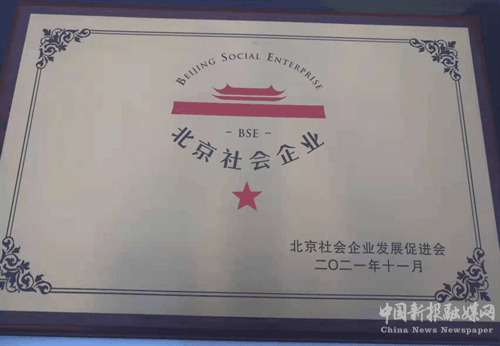 BEIJING SOCIAL ENTERPRISE
- BSE -
北京社会企业
北京社会企业发展促进会
二〇二一年十一月
中国新报融媒网
China News Newspaper